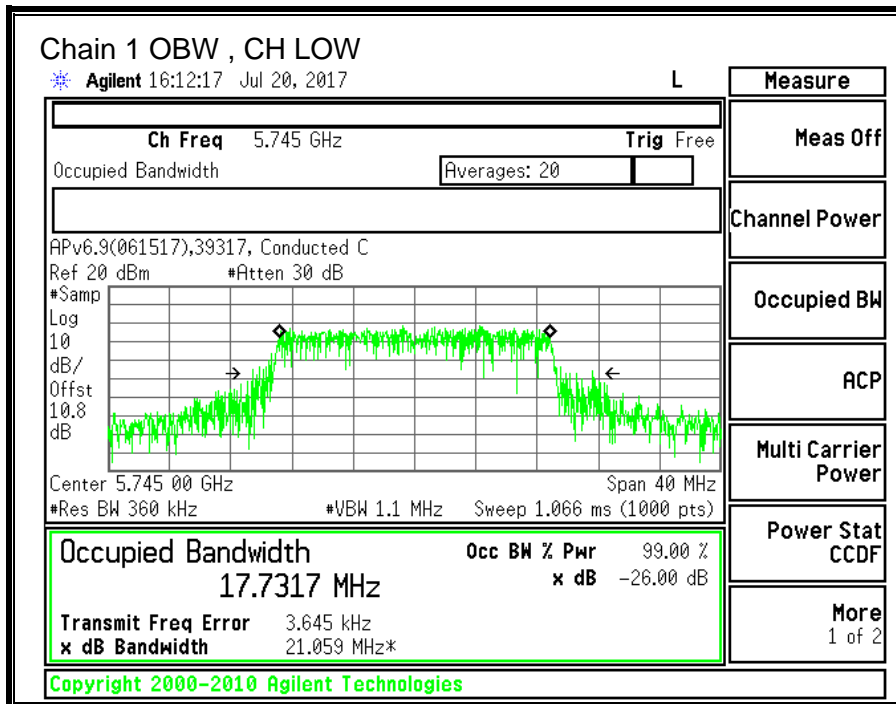 Chain 1 OBW , CH LOW
Agilent 16:12:17 Jul 20, 2017 L
Measure
Ch Freq 5.745 GHz Trig Free
Occupied Bandwidth Averages: 20
APv6.9(061517),39317, Conducted C
Ref 20 dBm #Atten 30 dB
#Samp
Log
10
dB/
Offst
10.8
dB
Center 5.745 00 GHz Span 40 MHz
#Res BW 360 kHz #VBW 1.1 MHz Sweep 1.066 ms (1000 pts)
Occupied Bandwidth Occ BW % Pwr 99.00 %
17.7317 MHz x dB -26.00 dB
Transmit Freq Error 3.645 kHz
x dB Bandwidth 21.059 MHz*
Copyright 2000-2010 Agilent Technologies
Meas Off
Channel Power
Occupied BW
ACP
Multi Carrier
Power
Power Stat
CCDF
More
1 of 2